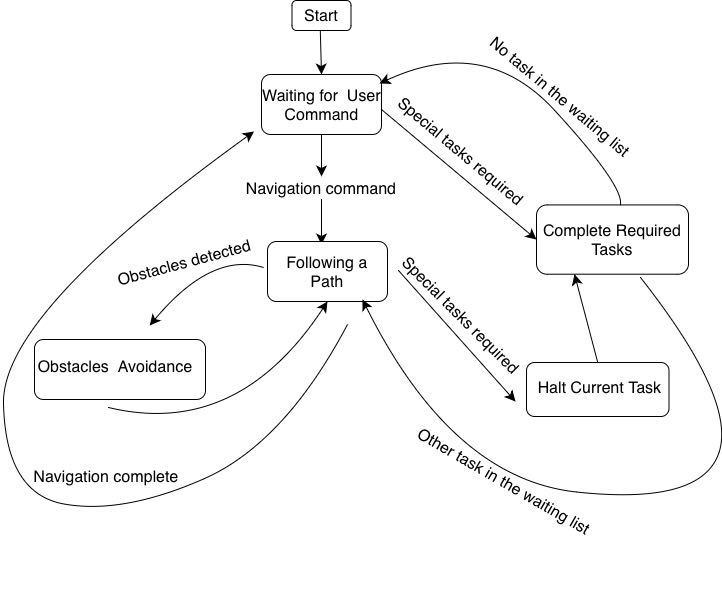 Start
Waiting for User
Command
No task in the waiting list
Special tasks required
Navigation command
Complete Required
Tasks
Obstacles detected
Following a
Path
Special tasks required
Obstacles Avoidance
Halt Current Task
Navigation complete
Other task in the waiting list